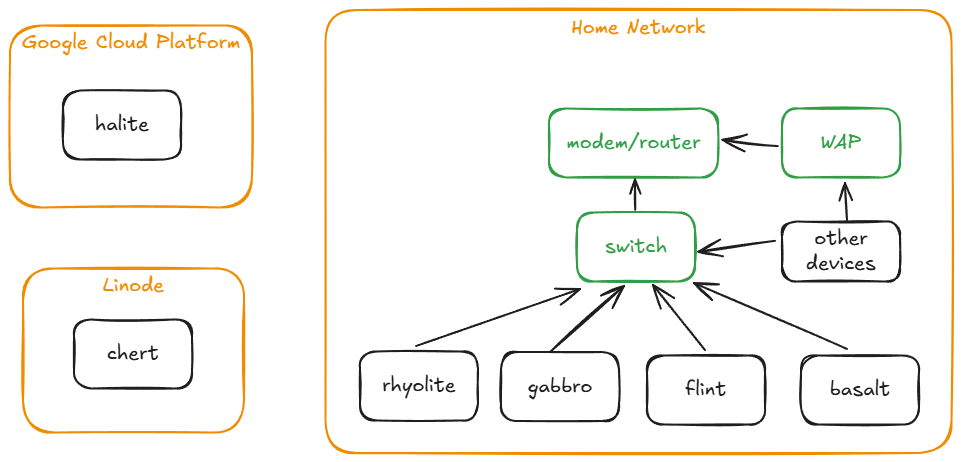 Google Cloud Platform
halite
Linode
chert
Home Network
modem/router
WAP
switch
other
devices
rhyolite
gabbro
flint
basalt